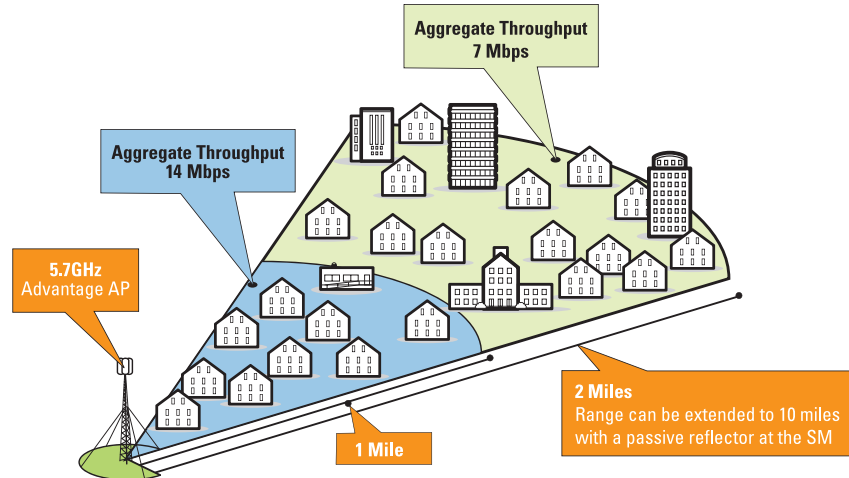 Aggregate Throughput
7 Mbps
Aggregate Throughput
14 Mbps
5.7GHz
Advantage AP
2 Miles
Range can be extended to 10 miles
with a passive reflector at the SM
1 Mile